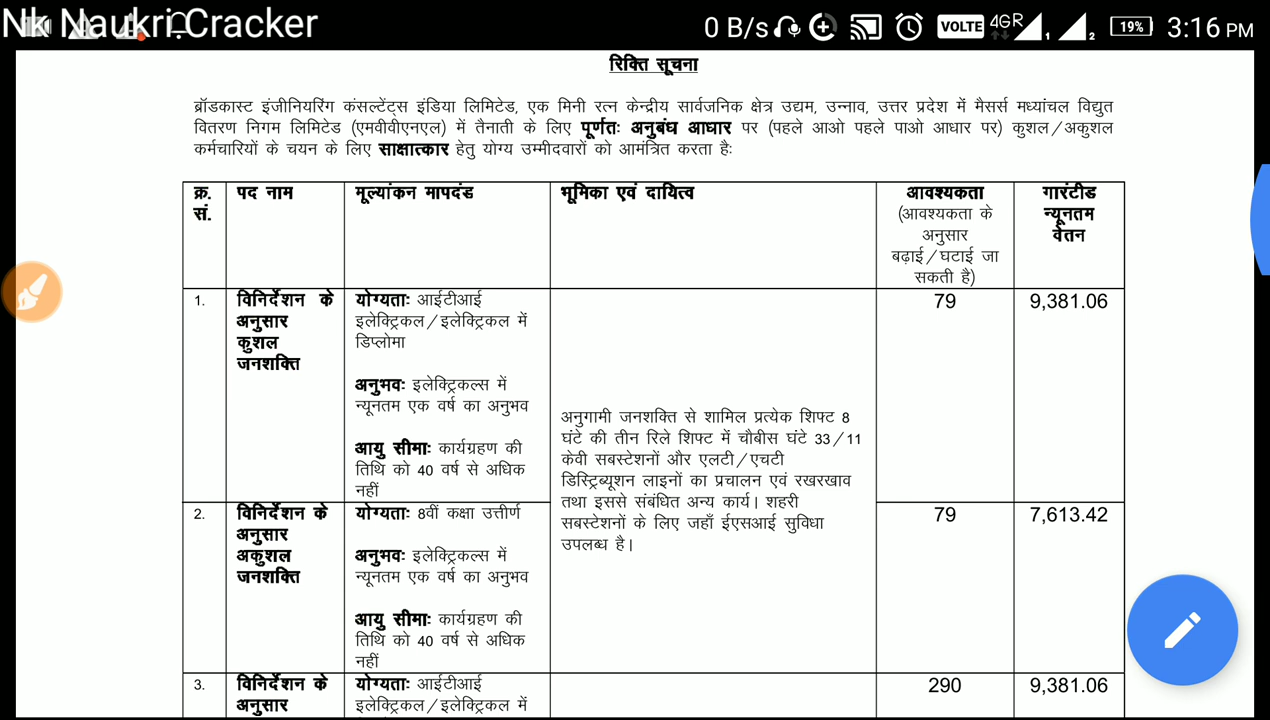 Nk Naukri Cracker
0 B/s VOLTE 4GR 1 2 19% 3:16 PM
रिक्ति सूचना
ब्रॉडकास्ट इंजीनियरिंग कंसल्टेंट्स इंडिया लिमिटेड, एक मिनी रत्न केन्द्रीय सार्वजनिक क्षेत्र उद्यम, उन्नाव, उत्तर प्रदेश में मैसर्स मध्यांचल विद्युत
वितरण निगम लिमिटेड (एमवीवीएनएल) में तैनाती के लिए पूर्णतः अनुबंध आधार पर (पहले आओ पहले पाओ आधार पर) कुशल/अकुशल
कर्मचारियों के चयन के लिए साक्षात्कार हेतु योग्य उम्मीदवारों को आमंत्रित करता है:
क्र.
सं.
पद नाम
मूल्यांकन मापदंड
भूमिका एवं दायित्व
आवश्यकता
(आवश्यकता के
अनुसार
बढ़ाई/घटाई जा
सकती है)
गारंटीड
न्यूनतम
वेतन
1.
विनिर्देशन के
अनुसार
कुशल
जनशक्ति
योग्यताः आईटीआई
इलेक्ट्रिकल/इलेक्ट्रिकल में
डिप्लोमा
अनुभवः इलेक्ट्रिकल्स में
न्यूनतम एक वर्ष का अनुभव
आयु सीमाः कार्यग्रहण की
तिथि को 40 वर्ष से अधिक
नहीं
अनुगामी जनशक्ति से शामिल प्रत्येक शिफ्ट 8
घंटे की तीन रिले शिफ्ट में चौबीस घंटे 33/11
केवी सबस्टेशनों और एलटी/एचटी
डिस्ट्रिब्यूशन लाइनों का प्रचालन एवं रखरखाव
तथा इससे संबंधित अन्य कार्य। शहरी
सबस्टेशनों के लिए जहाँ ईएसआई सुविधा
उपलब्ध है।
79
9,381.06
2.
विनिर्देशन के
अनुसार
अकुशल
जनशक्ति
योग्यताः 8वीं कक्षा उत्तीर्ण
अनुभवः इलेक्ट्रिकल्स में
न्यूनतम एक वर्ष का अनुभव
आयु सीमाः कार्यग्रहण की
तिथि को 40 वर्ष से अधिक
नहीं
79
7,613.42
3.
विनिर्देशन के
अनुसार
योग्यताः आईटीआई
इलेक्ट्रिकल/इलेक्ट्रिकल में
290
9,381.06